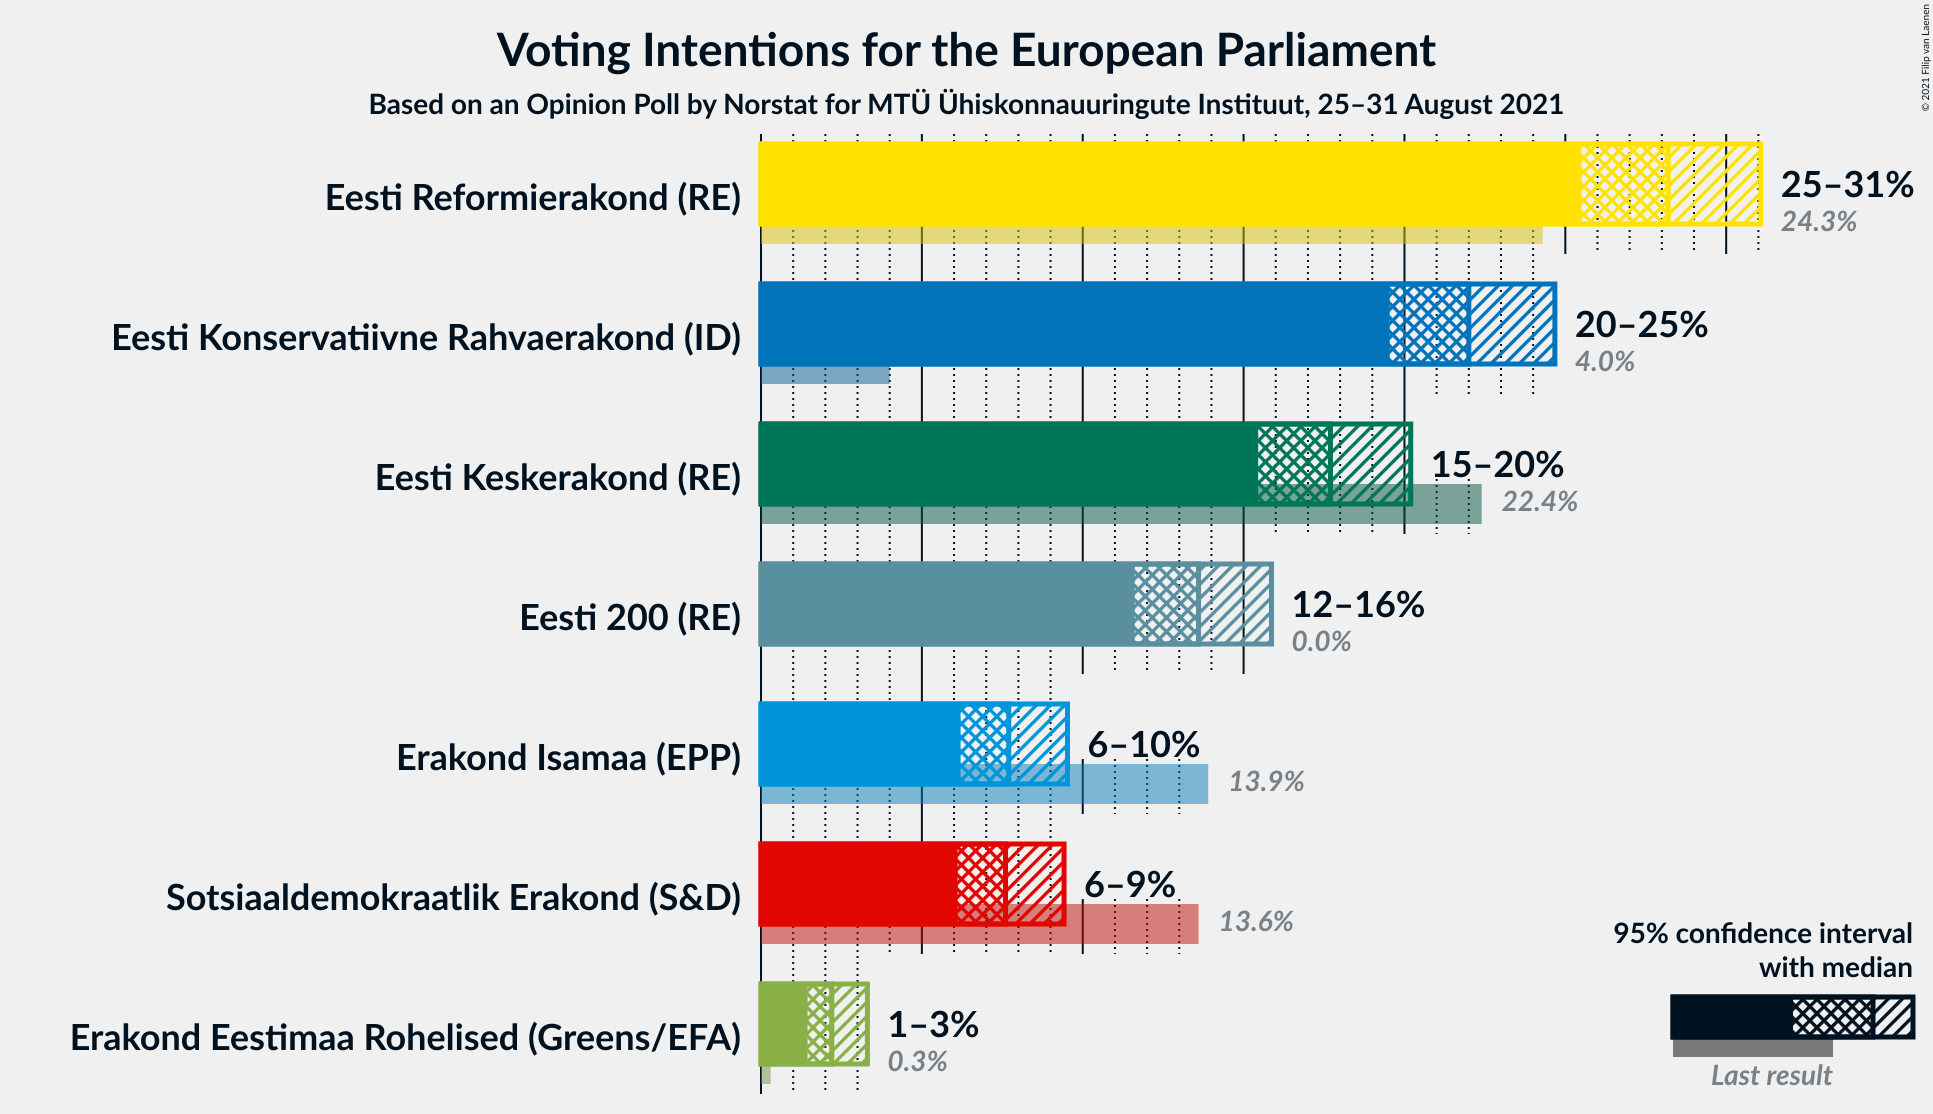 Voting Intentions for the European Parliament
Based on an Opinion Poll by Norstat for MTÜ Ühiskonnauuringute Instituut, 25–31 August 2021
© 2021 Filip van Laenen
Eesti Reformierakond (RE)
25–31%
24.3%
Eesti Konservatiivne Rahvaerakond (ID)
20–25%
4.0%
Eesti Keskerakond (RE)
15–20%
22.4%
Eesti 200 (RE)
12–16%
0.0%
Erakond Isamaa (EPP)
6–10%
13.9%
Sotsiaaldemokraatlik Erakond (S&D)
6–9%
13.6%
Erakond Eestimaa Rohelised (Greens/EFA)
1–3%
0.3%
95% confidence interval
with median
Last result